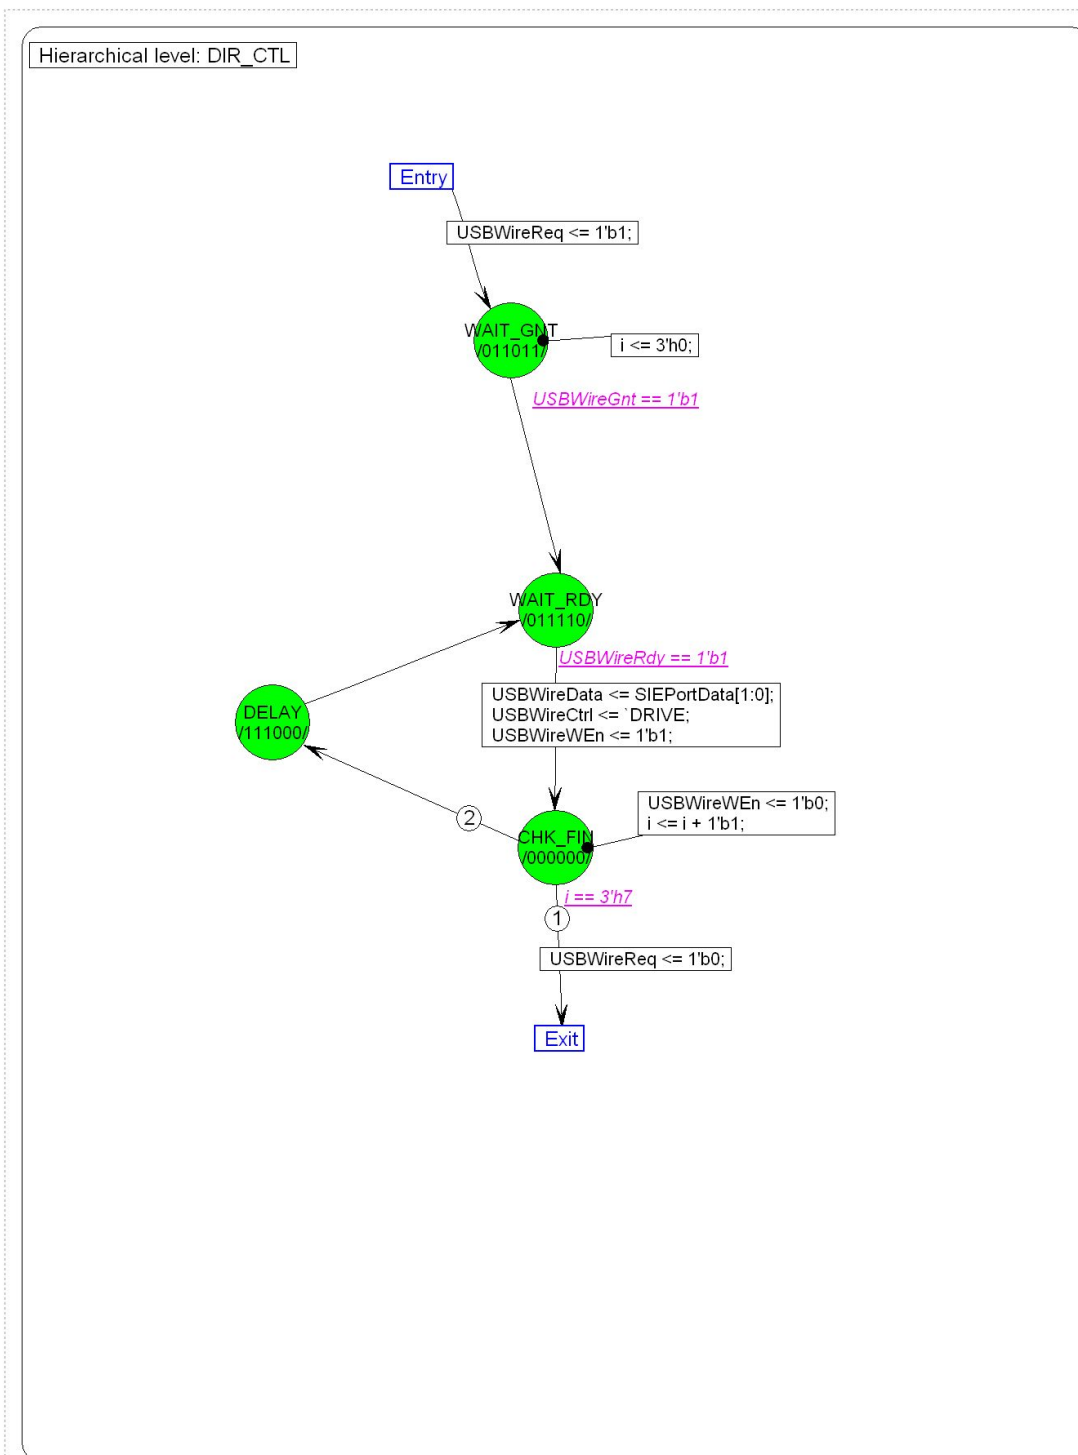 Hierarchical level: DIR_CTL
Entry
USBWireReq <= 1'b1;
WAIT_GNT
/011011/
i <= 3'h0;
USBWireGnt == 1'b1
WAIT_RDY
/011110/
USBWireRdy == 1'b1
USBWireData <= SIEPortData[1:0];
USBWireCtrl <= `DRIVE;
USBWireWEn <= 1'b1;
DELAY
/111000/
2
USBWireWEn <= 1'b0;
i <= i + 1'b1;
CHK_FIN
/000000/
i == 3'h7
1
USBWireReq <= 1'b0;
Exit